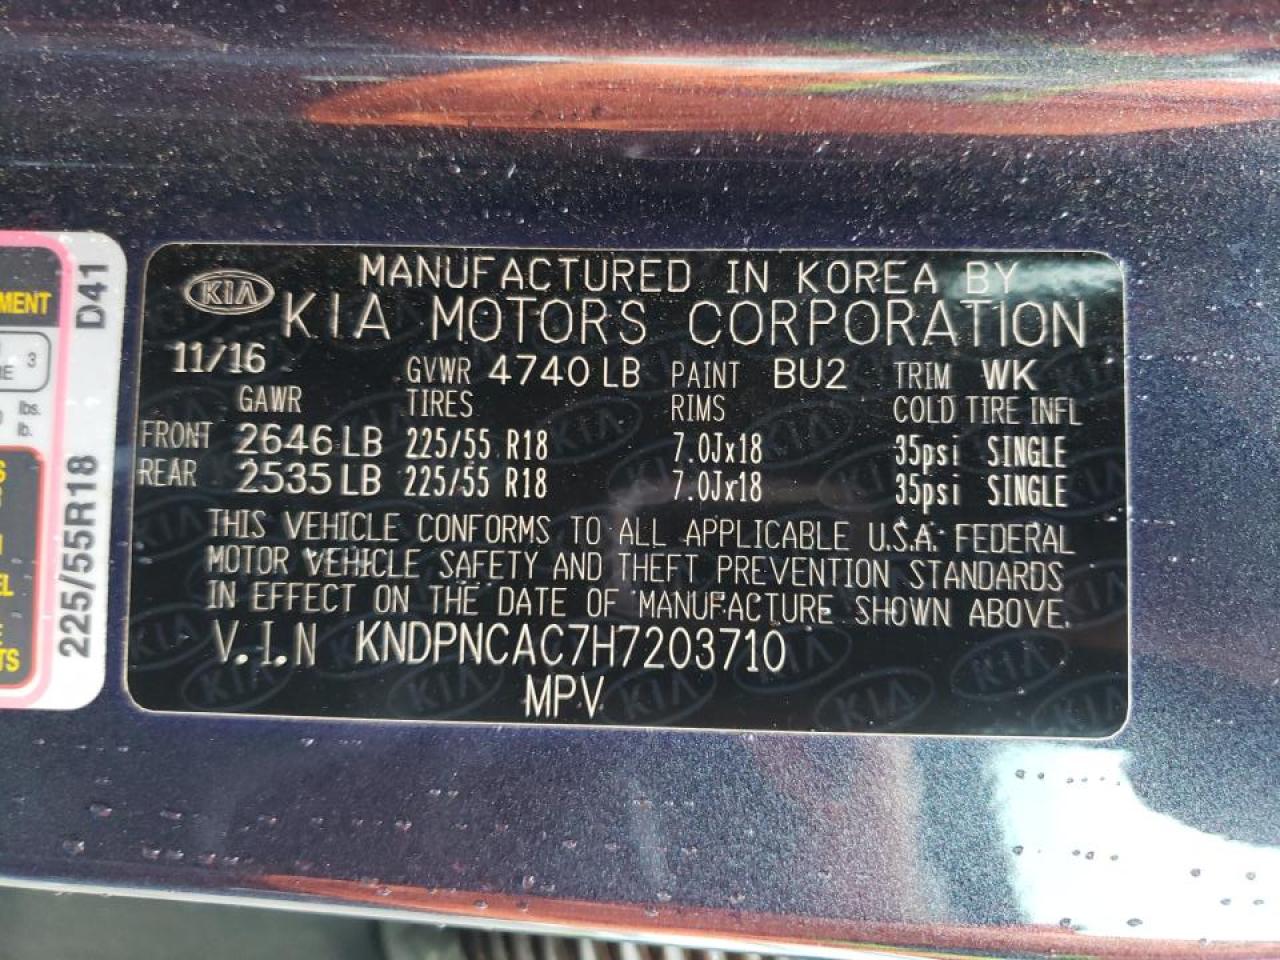 MANUFACTURED IN KOREA BY
KIA KIA MOTORS CORPORATION
11/16 GVWR 4740 LB PAINT BU2 TRIM WK
GAWR TIRES RIMS COLD TIRE INFL
FRONT 2646 LB 225/55 R18 7.0Jx18 35psi SINGLE
REAR 2535 LB 225/55 R18 7.0Jx18 35psi SINGLE
THIS VEHICLE CONFORMS TO ALL APPLICABLE U.S.A. FEDERAL
MOTOR VEHICLE SAFETY AND THEFT PREVENTION STANDARDS
IN EFFECT ON THE DATE OF MANUFACTURE SHOWN ABOVE.
V.I.N KNDPNCAC7H7203710
MPV
225/55R18 D41
3
lbs.
lb.